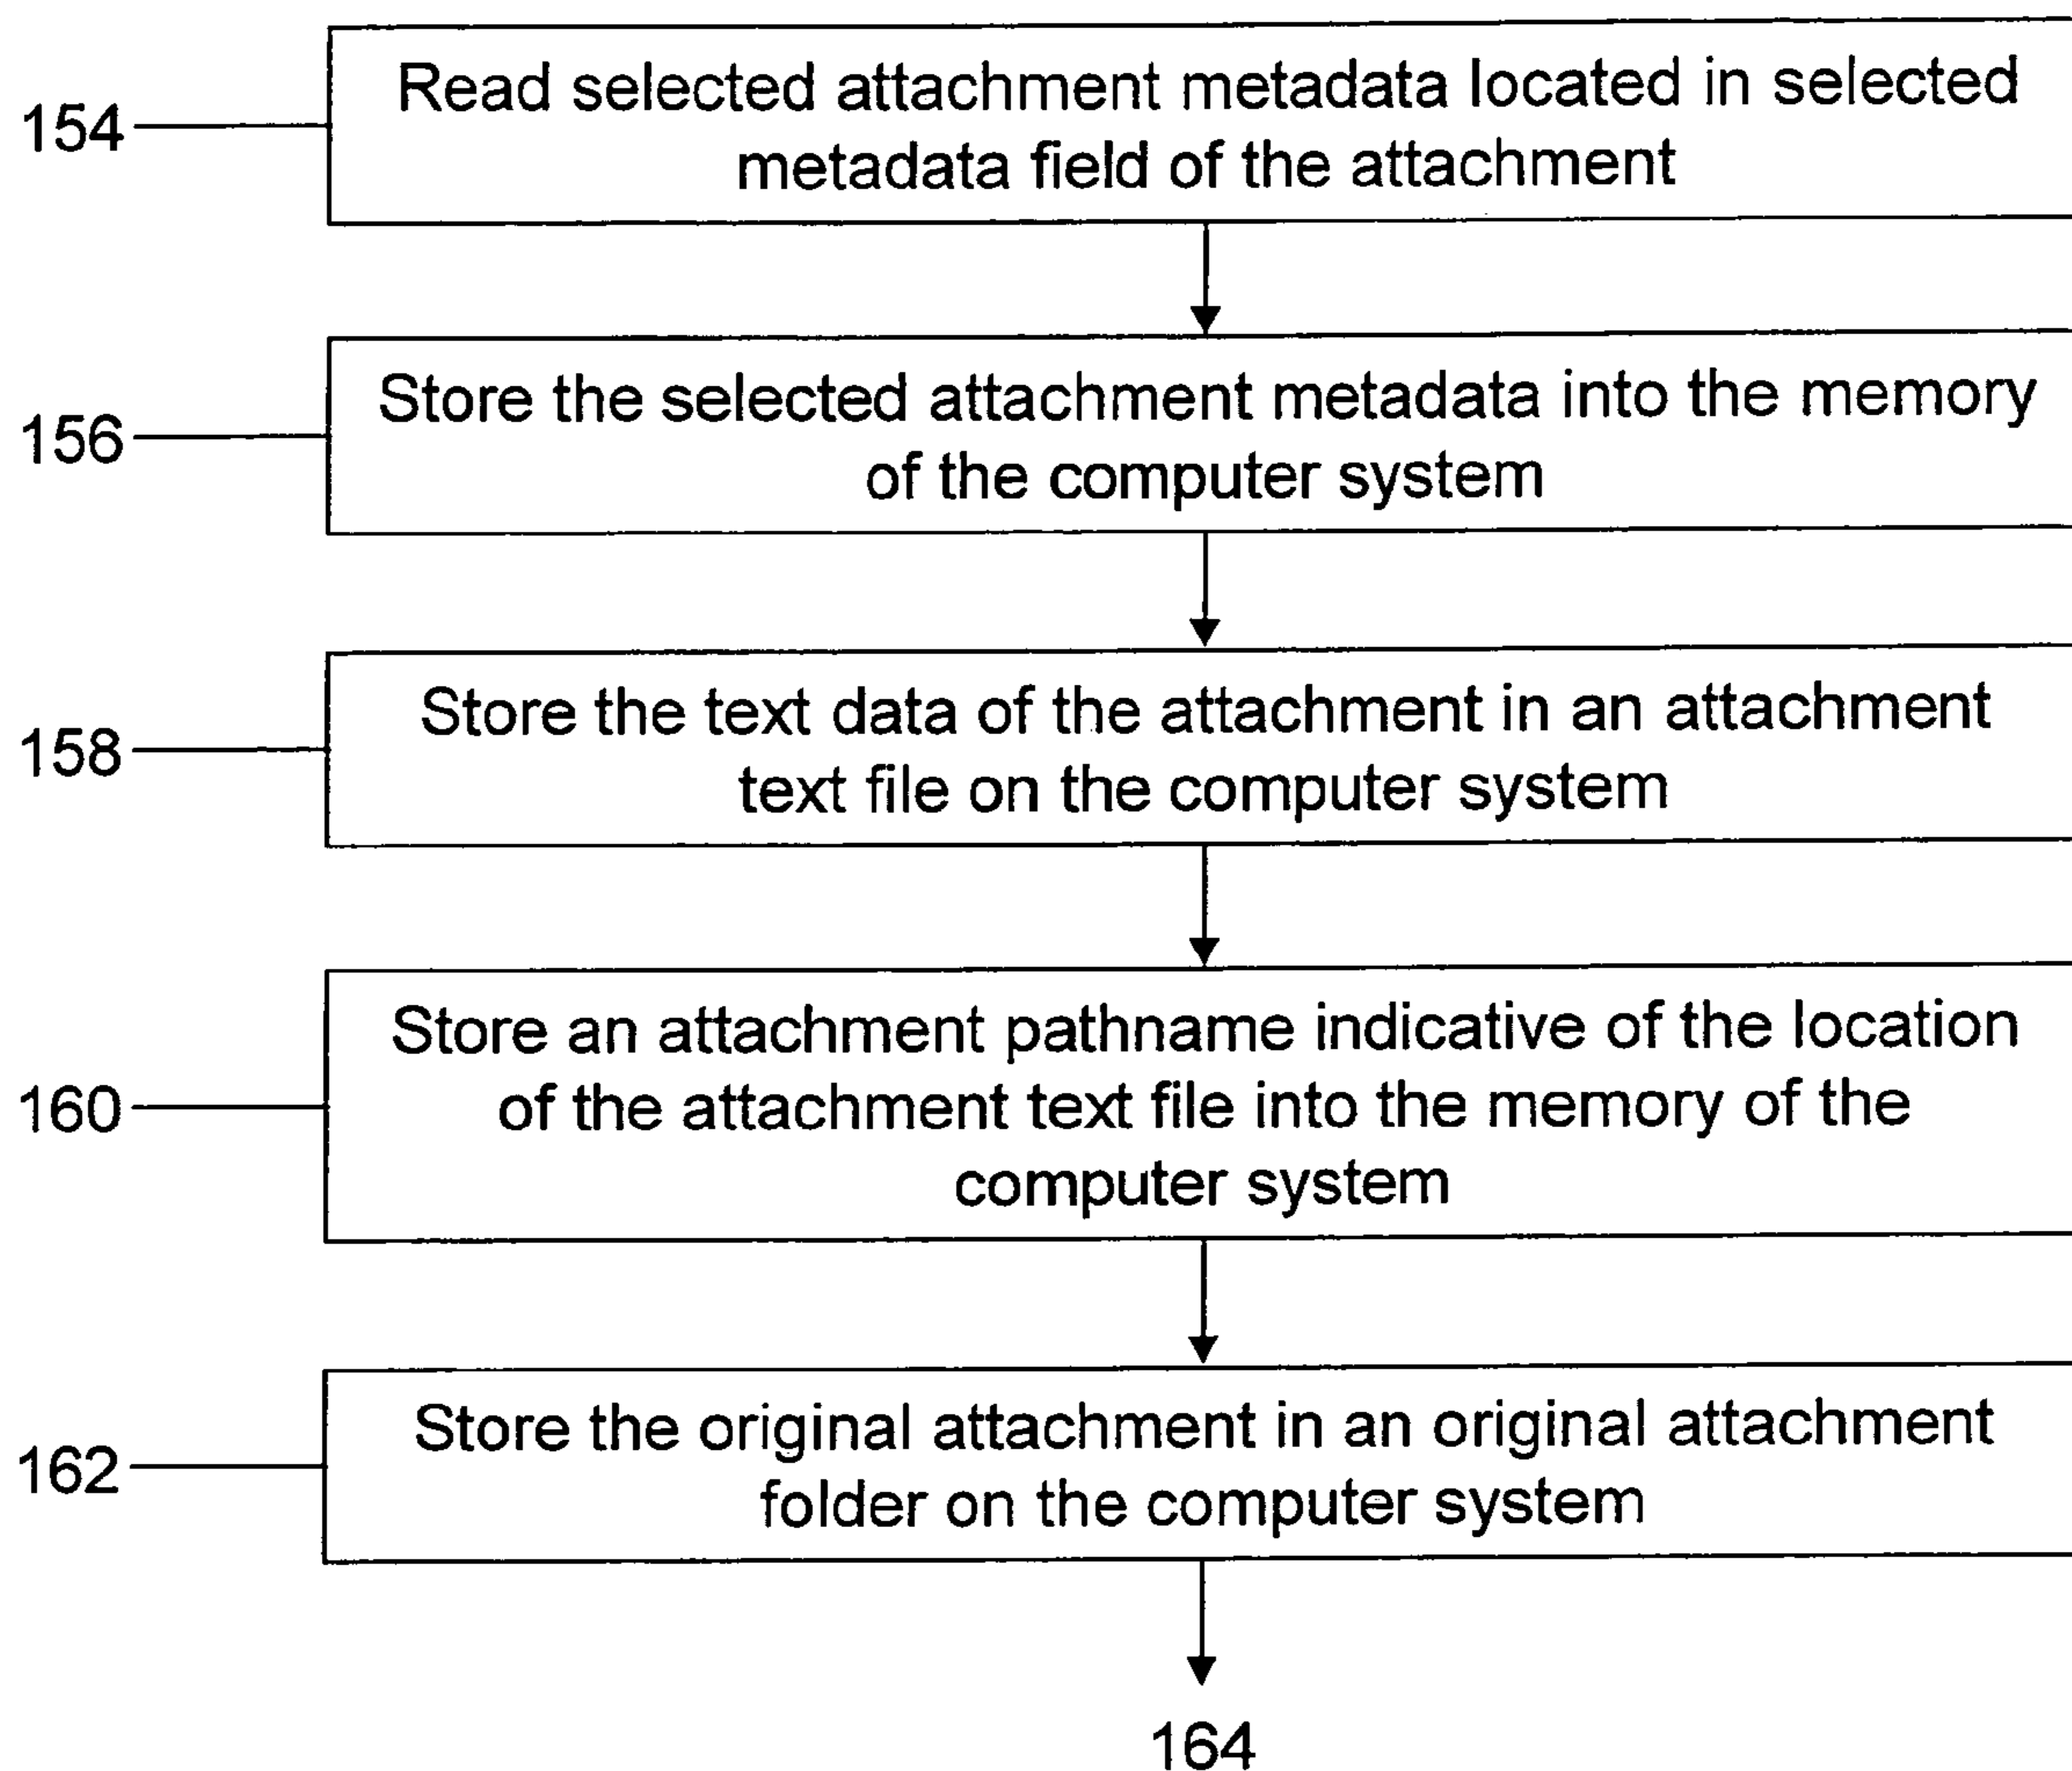 Read selected attachment metadata located in selected
154
metadata field of the attachment
Store the selected attachment metadata into the memory
156
of the computer system
Store the text data of the attachment in an attachment
158
text file on the computer system
Store an attachment pathname indicative of the location
160
of the attachment text file into the memory of the
computer system
Store the original attachment in an original attachment
162
folder on the computer system
164